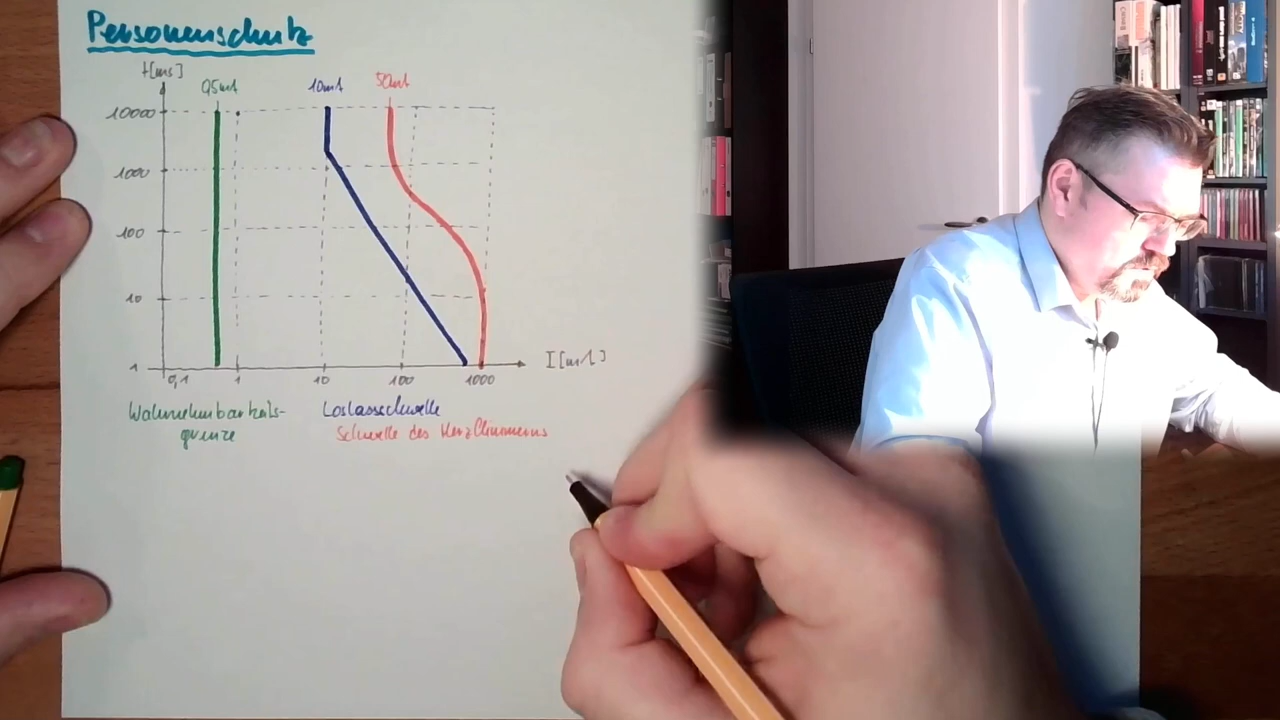 Personenschutz
t[ms]
0,5mA 10mA 50mA
10000
1000
100
10
1
0,1 1 10 100 1000
I [mA]
Wahrnehmbarkeits-
grenze
Loslassschwelle
Schwelle des Herzflimmerns